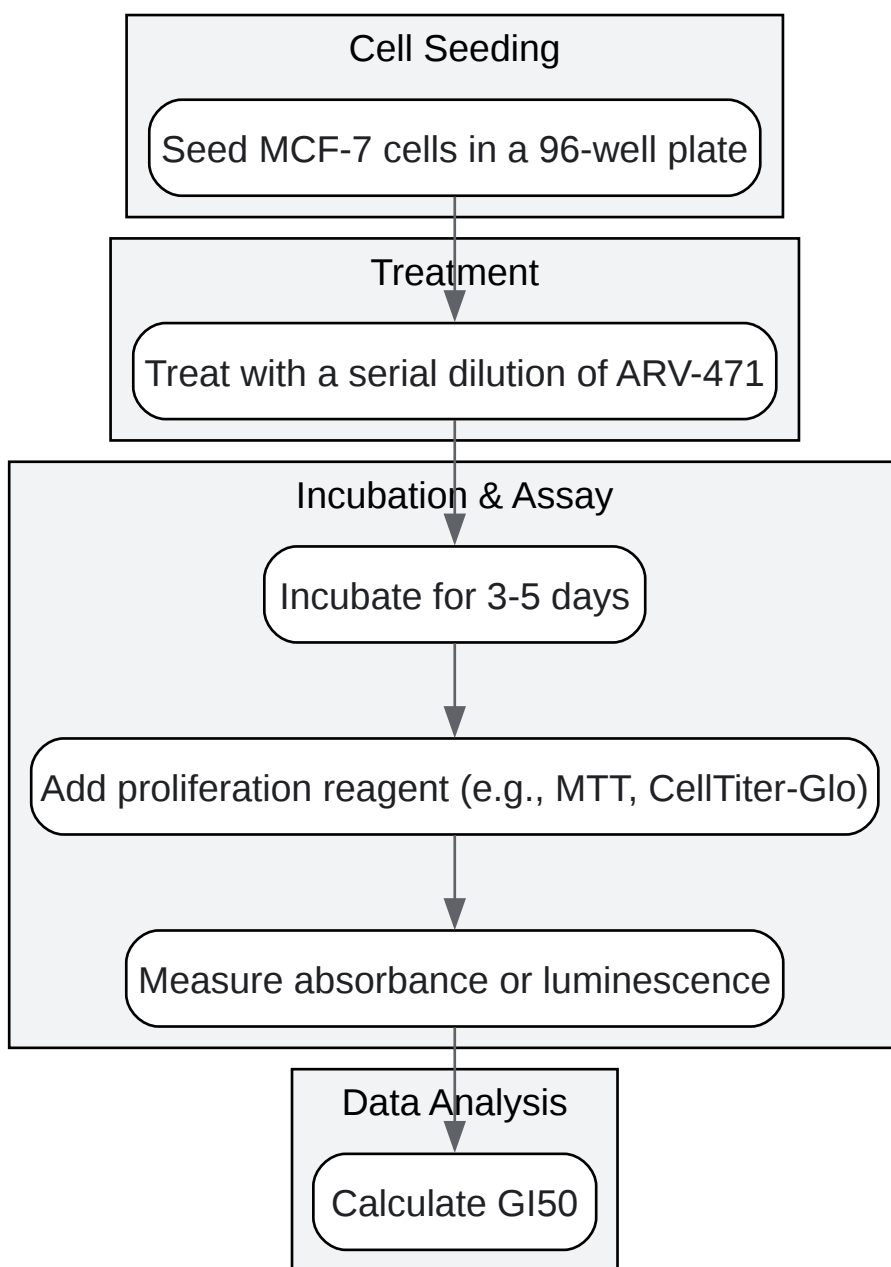 Cell Seeding
Seed MCF-7 cells in a 96-well plate
Treatment
Treat with a serial dilution of ARV-471
Incubation & Assay
Incubate for 3-5 days
Add proliferation reagent (e.g., MTT, CellTiter-Glo)
Measure absorbance or luminescence
Data Analysis
Calculate GI50